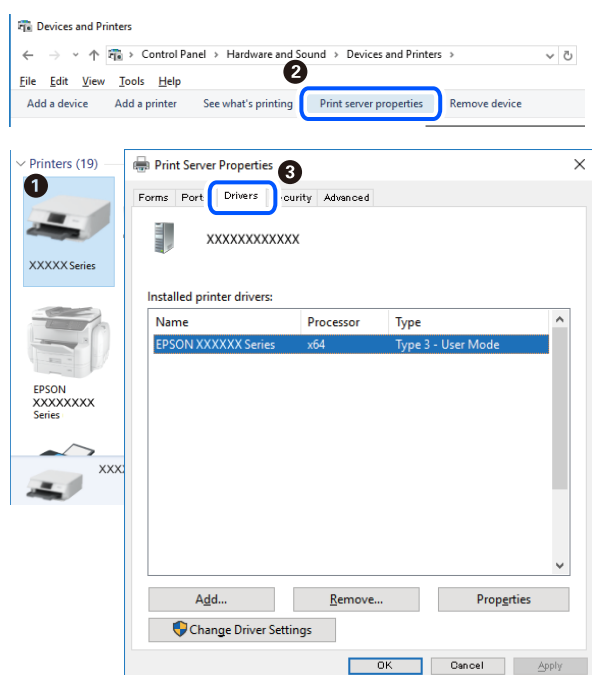 Devices and Printers
Control Panel > Hardware and Sound > Devices and Printers >
2
File Edit View Tools Help
Add a device Add a printer See what's printing Print server properties Remove device
Printers (19)
1
XXXXX Series
EPSON
XXXXXXXX
Series
XXX
Print Server Properties
3
Forms Port Drivers curity Advanced
XXXXXXXXXXXX
Installed printer drivers:
Name Processor Type
EPSON XXXXXX Series x64 Type 3 - User Mode
Add... Remove... Properties
Change Driver Settings
OK Cancel Apply